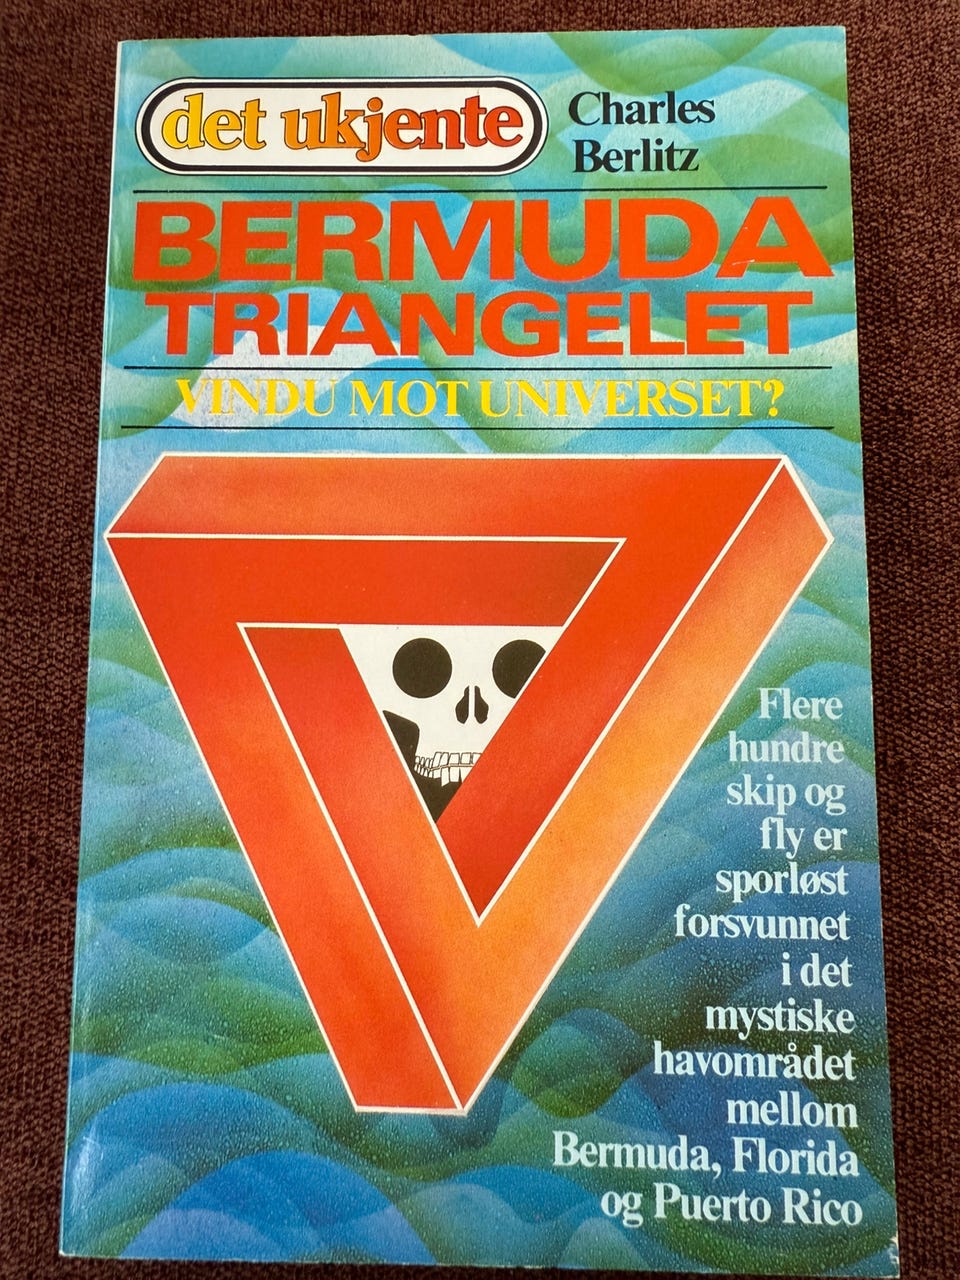 det ukjente
Charles
Berlitz
BERMUDA
TRIANGELET
VINDU MOT UNIVERSET?
Flere
hundre
skip og
fly er
sporløst
forsvunnet
i det
mystiske
havområdet
mellom
Bermuda, Florida
og Puerto Rico